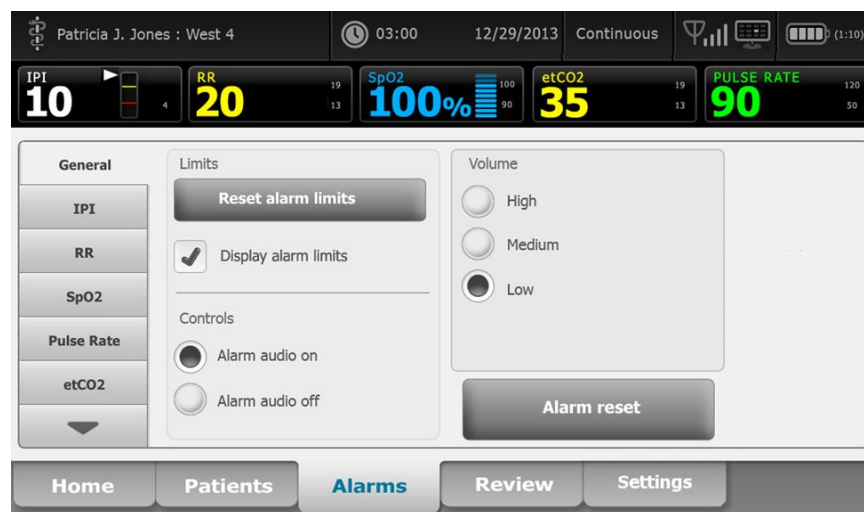 Patricia J. Jones : West 4
03:00
12/29/2013
Continuous
(1:10)
IPI
10
4
RR
20
19
13
SpO2
100%
100
90
etCO2
35
19
13
PULSE RATE
90
120
50
General
IPI
RR
SpO2
Pulse Rate
etCO2
Limits
Reset alarm limits
Display alarm limits
Controls
Alarm audio on
Alarm audio off
Volume
High
Medium
Low
Alarm reset
Home
Patients
Alarms
Review
Settings